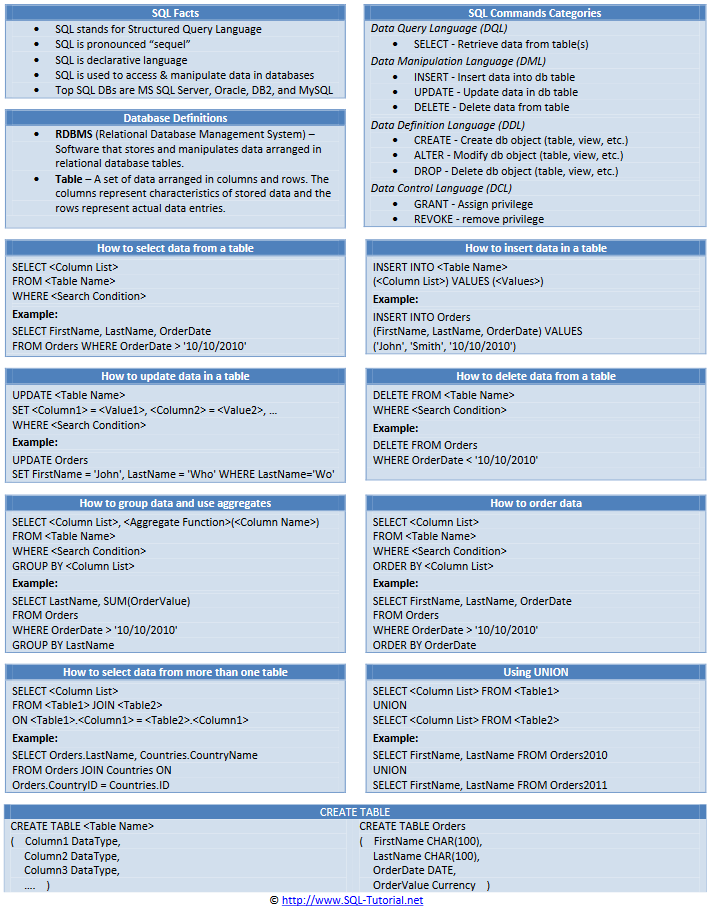 SQL Facts
• SQL stands for Structured Query Language
• SQL is pronounced “sequel”
• SQL is declarative language
• SQL is used to access & manipulate data in databases
• Top SQL DBs are MS SQL Server, Oracle, DB2, and MySQL
Database Definitions
• RDBMS (Relational Database Management System) –
Software that stores and manipulates data arranged in
relational database tables.
• Table – A set of data arranged in columns and rows. The
columns represent characteristics of stored data and the
rows represent actual data entries.
SQL Commands Categories
Data Query Language (DQL)
• SELECT - Retrieve data from table(s)
Data Manipulation Language (DML)
• INSERT - Insert data into db table
• UPDATE - Update data in db table
• DELETE - Delete data from table
Data Definition Language (DDL)
• CREATE - Create db object (table, view, etc.)
• ALTER - Modify db object (table, view, etc.)
• DROP - Delete db object (table, view, etc.)
Data Control Language (DCL)
• GRANT - Assign privilege
• REVOKE - remove privilege
How to select data from a table
SELECT <Column List>
FROM <Table Name>
WHERE <Search Condition>
Example:
SELECT FirstName, LastName, OrderDate
FROM Orders WHERE OrderDate > '10/10/2010'
How to insert data in a table
INSERT INTO <Table Name>
(<Column List>) VALUES (<Values>)
Example:
INSERT INTO Orders
(FirstName, LastName, OrderDate) VALUES
('John', 'Smith', '10/10/2010')
How to update data in a table
UPDATE <Table Name>
SET <Column1> = <Value1>, <Column2> = <Value2>, …
WHERE <Search Condition>
Example:
UPDATE Orders
SET FirstName = 'John', LastName = 'Who' WHERE LastName='Wo'
How to delete data from a table
DELETE FROM <Table Name>
WHERE <Search Condition>
Example:
DELETE FROM Orders
WHERE OrderDate < '10/10/2010'
How to group data and use aggregates
SELECT <Column List>, <Aggregate Function>(<Column Name>)
FROM <Table Name>
WHERE <Search Condition>
GROUP BY <Column List>
Example:
SELECT LastName, SUM(OrderValue)
FROM Orders
WHERE OrderDate > '10/10/2010'
GROUP BY LastName
How to order data
SELECT <Column List>
FROM <Table Name>
WHERE <Search Condition>
ORDER BY <Column List>
Example:
SELECT FirstName, LastName, OrderDate
FROM Orders
WHERE OrderDate > '10/10/2010'
ORDER BY OrderDate
How to select data from more than one table
SELECT <Column List>
FROM <Table1> JOIN <Table2>
ON <Table1>.<Column1> = <Table2>.<Column1>
Example:
SELECT Orders.LastName, Countries.CountryName
FROM Orders JOIN Countries ON
Orders.CountryID = Countries.ID
Using UNION
SELECT <Column List> FROM <Table1>
UNION
SELECT <Column List> FROM <Table2>
Example:
SELECT FirstName, LastName FROM Orders2010
UNION
SELECT FirstName, LastName FROM Orders2011
CREATE TABLE
CREATE TABLE <Table Name>
( Column1 DataType,
Column2 DataType,
Column3 DataType,
…. )
CREATE TABLE Orders
( FirstName CHAR(100),
LastName CHAR(100),
OrderDate DATE,
OrderValue Currency )
© http://www.SQL-Tutorial.net